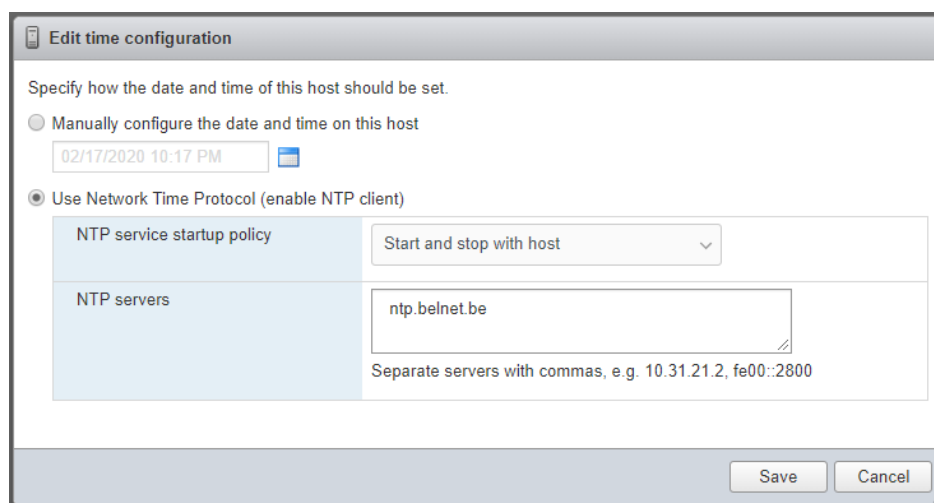 Edit time configuration
Specify how the date and time of this host should be set.
Manually configure the date and time on this host
02/17/2020 10:17 PM
Use Network Time Protocol (enable NTP client)
NTP service startup policy
Start and stop with host
NTP servers
ntp.belnet.be
Separate servers with commas, e.g. 10.31.21.2, fe00::2800
Save
Cancel